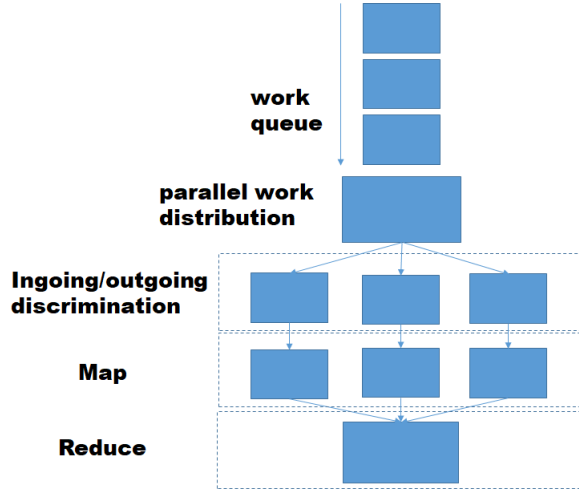 work
queue
parallel work
distribution
Ingoing/outgoing
discrimination
Map
Reduce